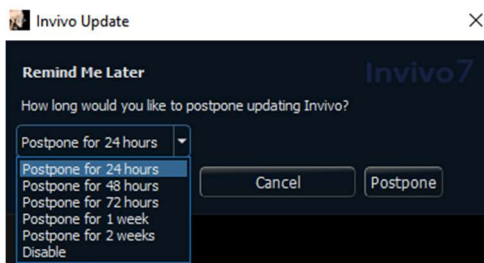 Invivo Update
Remind Me Later
Invivo7
How long would you like to postpone updating Invivo?
Postpone for 24 hours
Postpone for 24 hours
Postpone for 48 hours
Postpone for 72 hours
Postpone for 1 week
Postpone for 2 weeks
Disable
Cancel
Postpone